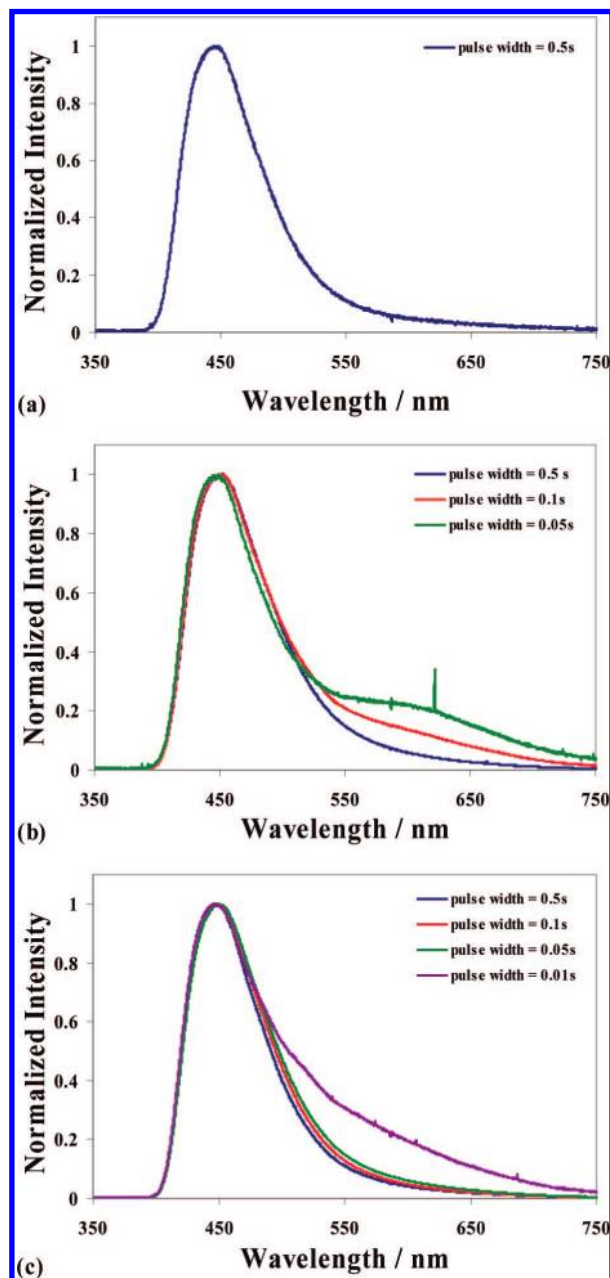 pulse width = 0.5s
Normalized Intensity
1
0.8
0.6
0.4
0.2
0
350 450 550 650 750
Wavelength / nm
(a)
pulse width = 0.5 s
pulse width = 0.1s
pulse width = 0.05s
Normalized Intensity
1
0.8
0.6
0.4
0.2
0
350 450 550 650 750
Wavelength / nm
(b)
pulse width = 0.5s
pulse width = 0.1s
pulse width = 0.05s
pulse width = 0.01s
Normalized Intensity
1
0.8
0.6
0.4
0.2
0
350 450 550 650 750
Wavelength / nm
(c)